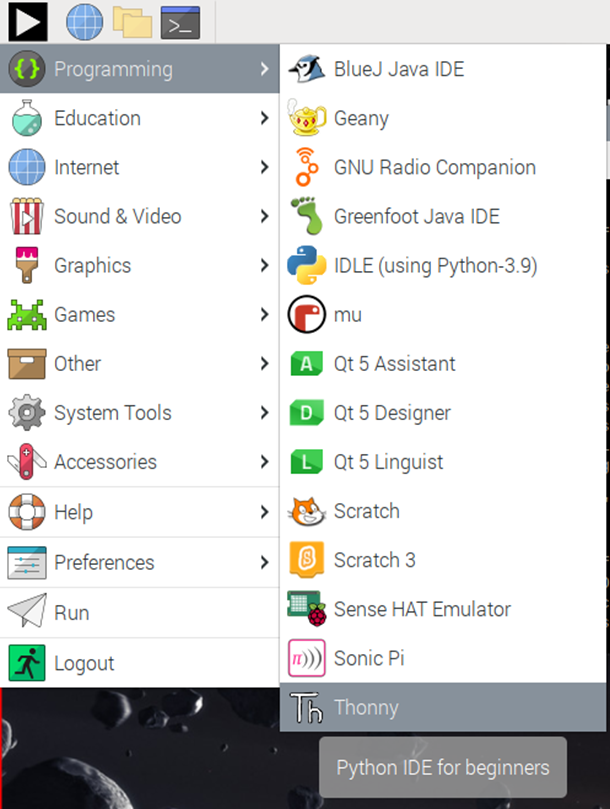 Programming
Education
Internet
Sound & Video
Graphics
Games
Other
System Tools
Accessories
Help
Preferences
Run
Logout
BlueJ Java IDE
Geany
GNU Radio Companion
Greenfoot Java IDE
IDLE (using Python-3.9)
mu
A Qt 5 Assistant
D Qt 5 Designer
L Qt 5 Linguist
Scratch
Scratch 3
Sense HAT Emulator
π))) Sonic Pi
Th Thonny
Python IDE for beginners